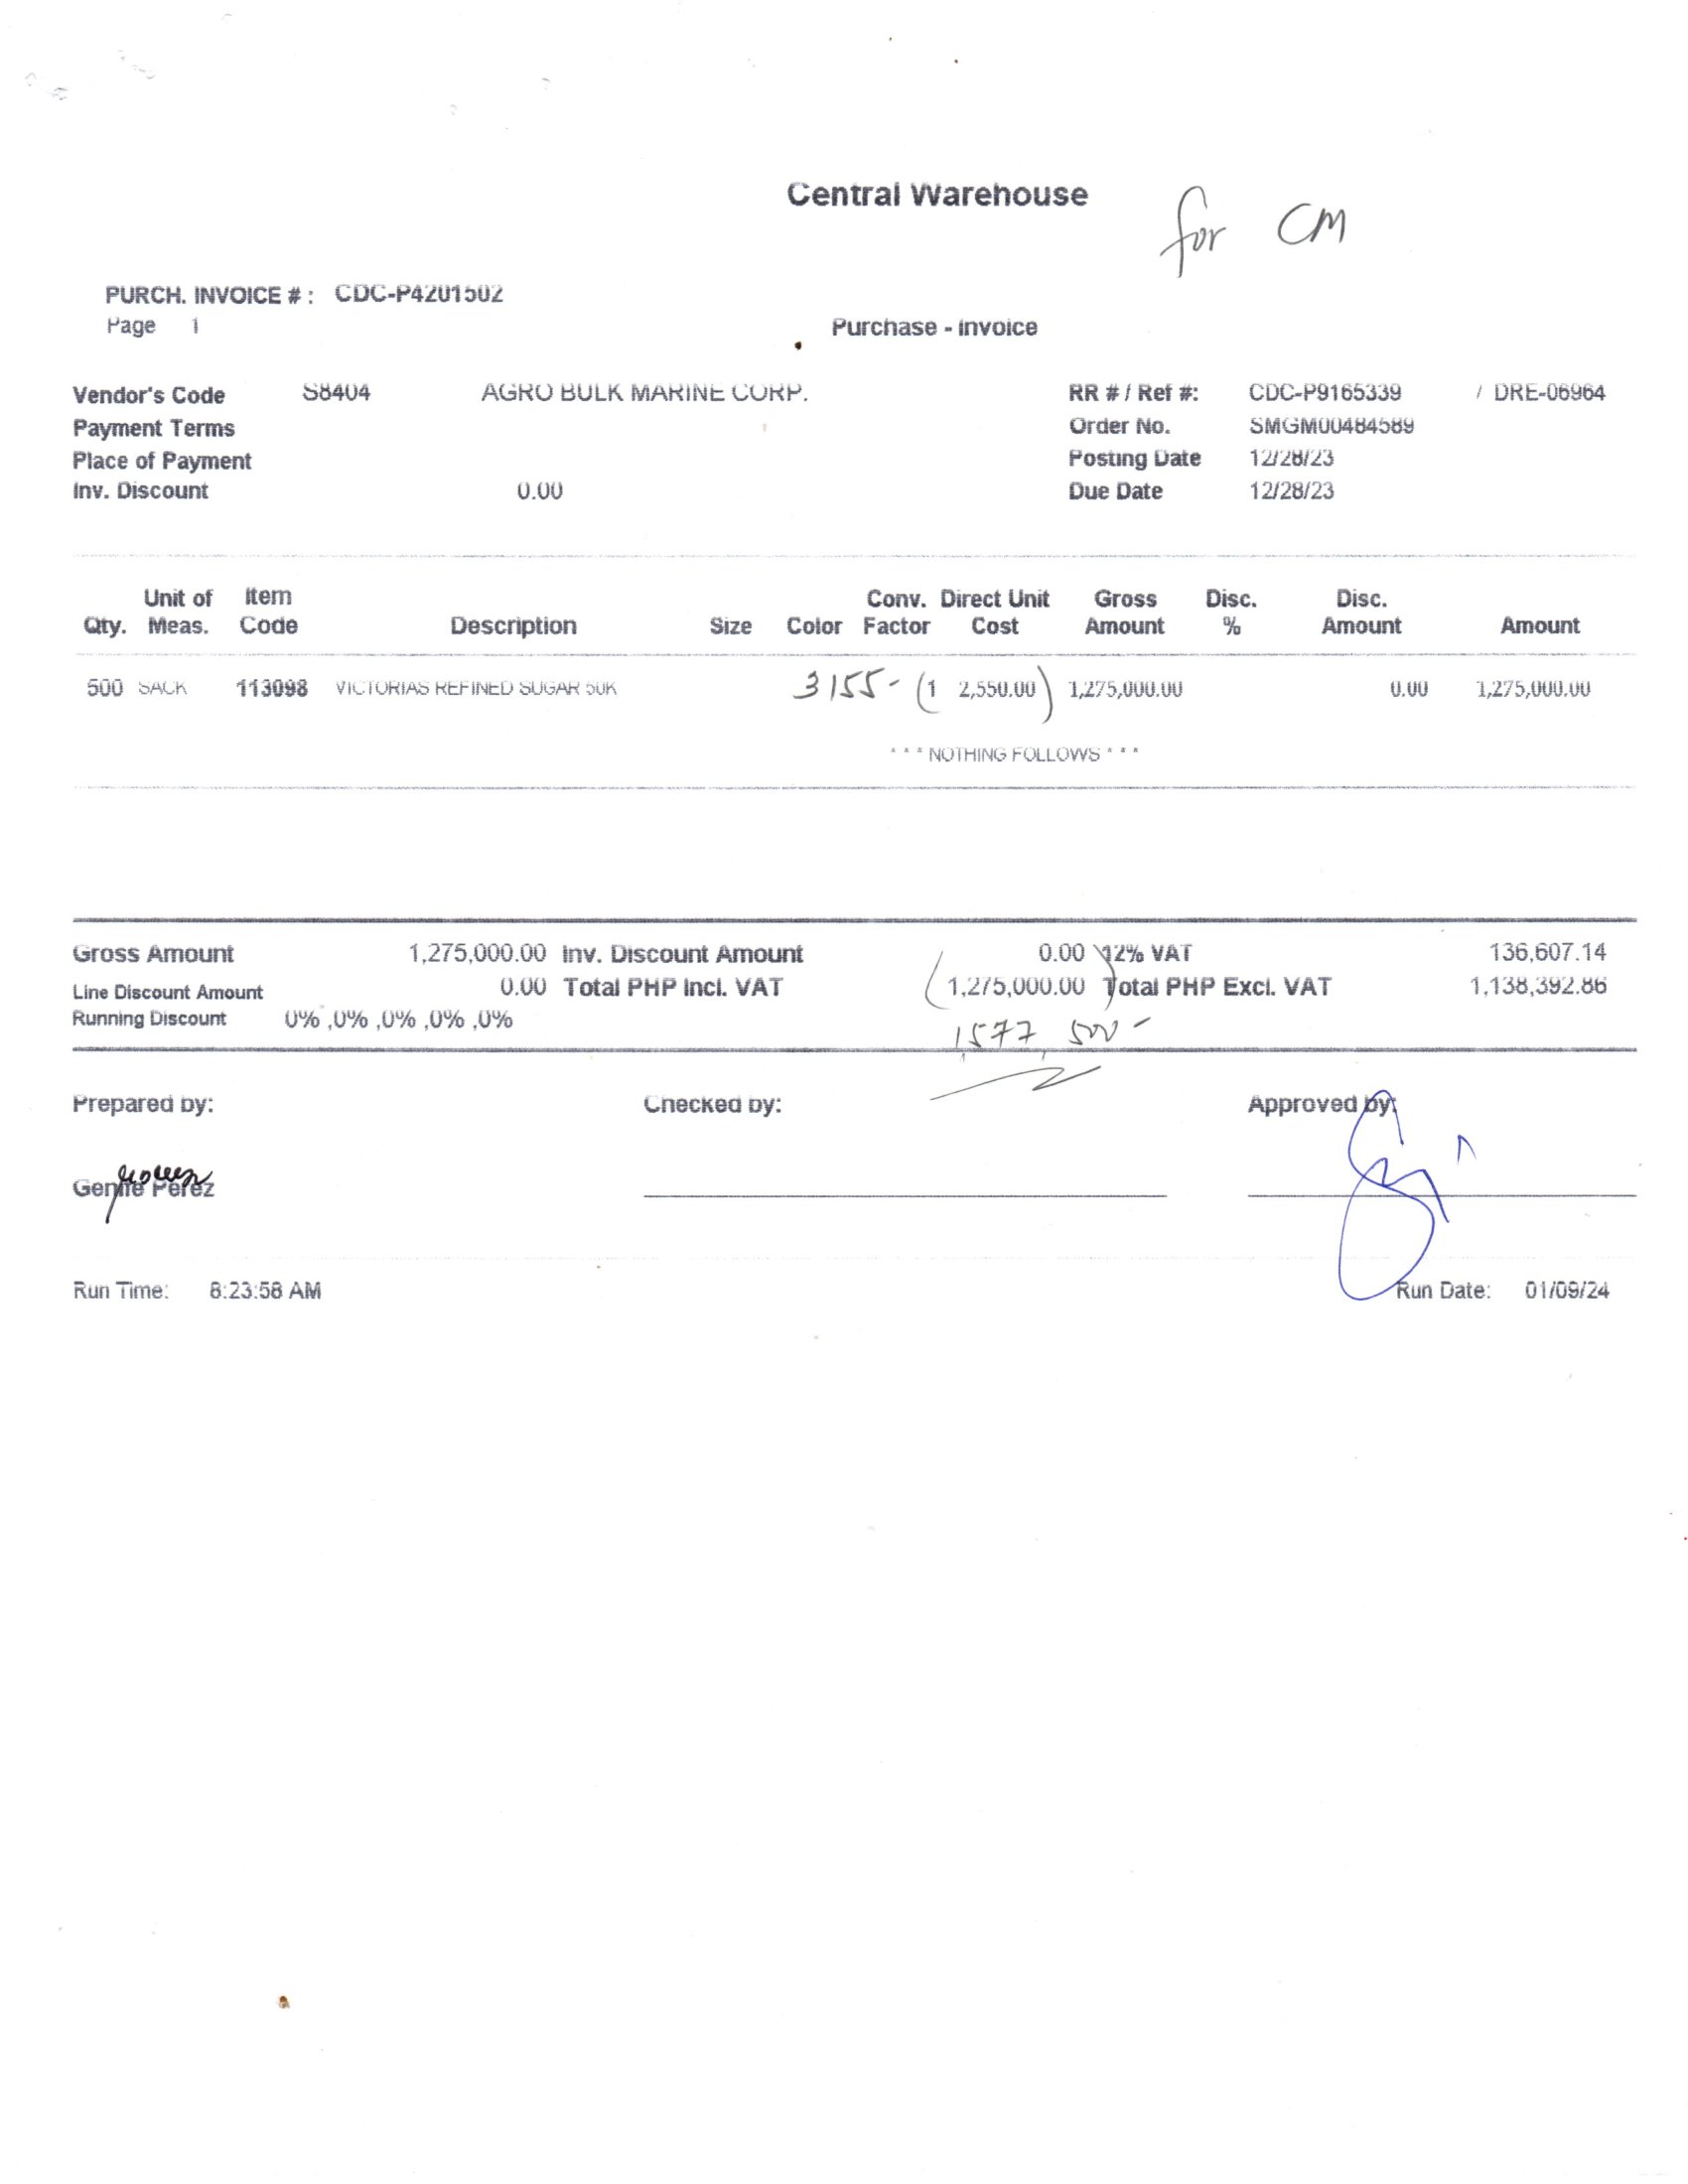 Central Warehouse
for CM
PURCH. INVOICE # : CDC-P4201502
Page 1
Purchase - Invoice
Vendor's Code S8404 AGRO BULK MARINE CORP. RR # / Ref #: CDC-P9165339 / DRE-06964
Payment Terms Order No. SMGM00484589
Place of Payment Posting Date 12/28/23
Inv. Discount 0.00 Due Date 12/28/23
Unit of Item Conv. Direct Unit Gross Disc. Disc.
Qty. Meas. Code Description Size Color Factor Cost Amount % Amount Amount
500 SACK 113098 VICTORIAS REFINED SUGAR 50K 3155- (1 2,550.00) 1,275,000.00 0.00 1,275,000.00
* * * NOTHING FOLLOWS * * *
Gross Amount 1,275,000.00 Inv. Discount Amount 0.00 12% VAT 136,607.14
Line Discount Amount 0.00 Total PHP Incl. VAT (1,275,000.00) Total PHP Excl. VAT 1,138,392.86
Running Discount 0% ,0% ,0% ,0% ,0%
1,577,500-
Prepared by: Checked by: Approved by:
Gennie Perez
Run Time: 8:23:58 AM Run Date: 01/09/24